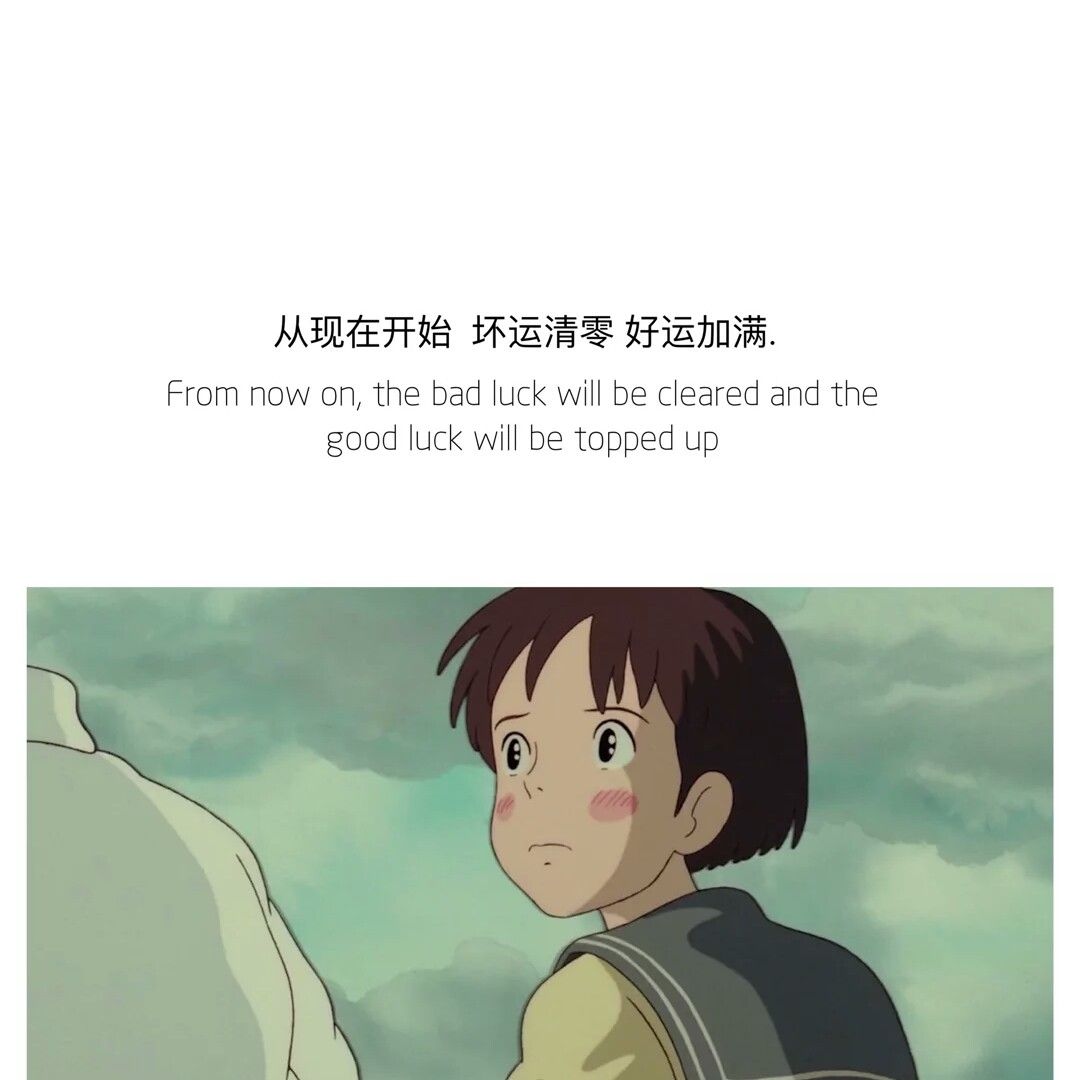 从现在开始 坏运清零 好运加满.
From now on, the bad luck will be cleared and the
good luck will be topped up